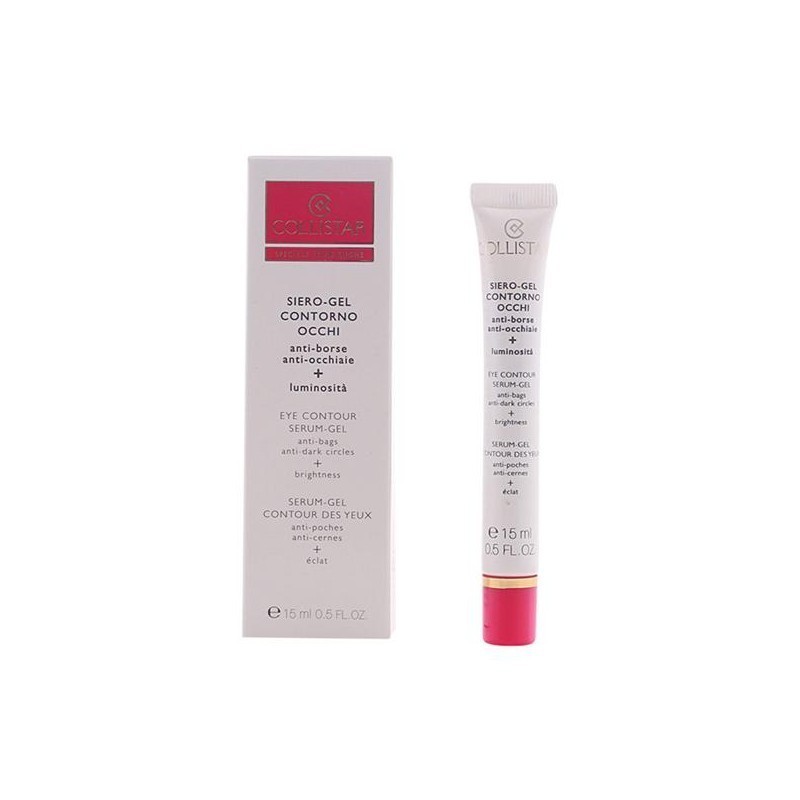 COLLISTAR
SIERO-GEL
CONTORNO
OCCHI
anti-borse
anti-occhiaie
+
luminosità
EYE CONTOUR
SERUM-GEL
anti-bags
anti-dark circles
+
brightness
SERUM-GEL
CONTOUR DES YEUX
anti-poches
anti-cernes
+
éclat
e 15 ml 0.5 FL.OZ.
COLLISTAR
SIERO-GEL
CONTORNO
OCCHI
anti-borse
anti-occhiaie
+
luminosità
EYE CONTOUR
SERUM-GEL
anti-bags
anti-dark circles
+
brightness
SERUM-GEL
CONTOUR DES YEUX
anti-poches
anti-cernes
+
éclat
e 15 ml
0.5 FL.OZ.